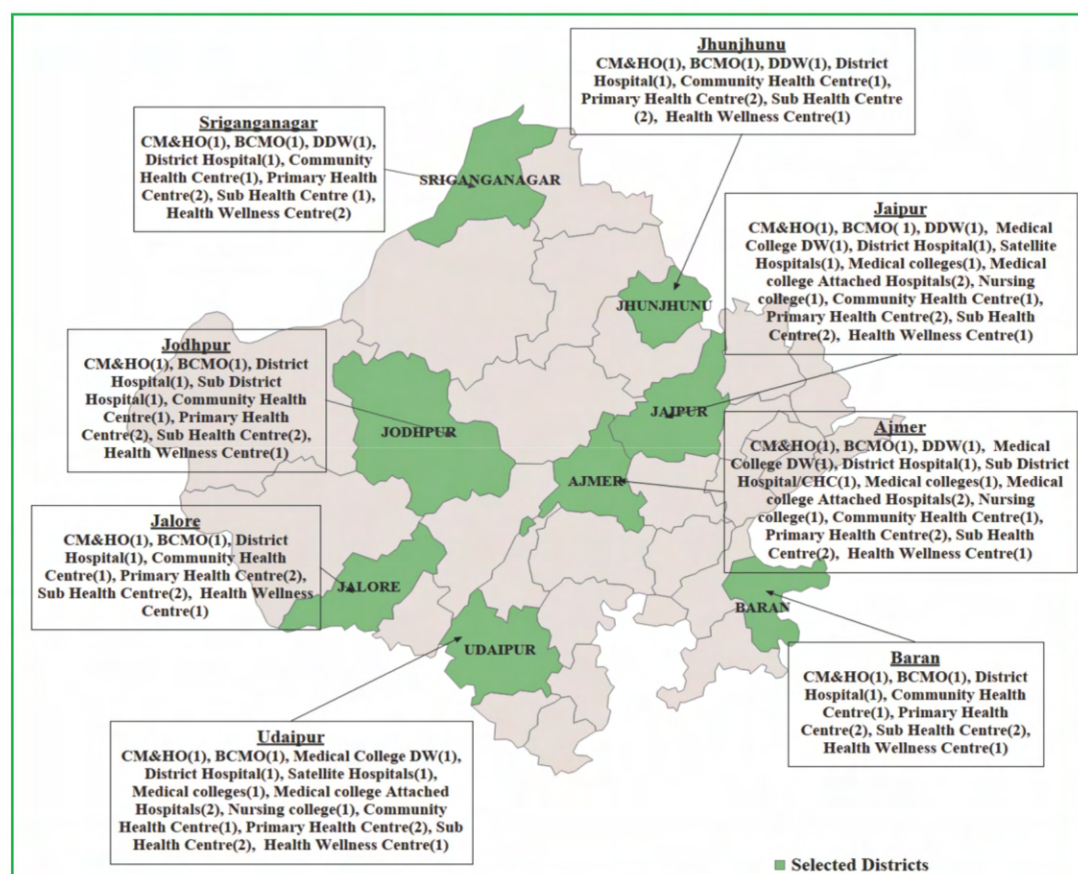 Jhunjhunu
CM&HO(1), BCMO(1), DDW(1), District
Hospital(1), Community Health Centre(1),
Primary Health Centre(2), Sub Health Centre
(2), Health Wellness Centre(1)
Sriganganagar
CM&HO(1), BCMO(1), DDW(1),
District Hospital(1), Community
Health Centre(1), Primary Health
Centre(2), Sub Health Centre (1),
Health Wellness Centre(2)
SRIGANGANAGAR
Jaipur
CM&HO(1), BCMO( 1), DDW(1), Medical
College DW(1), District Hospital(1), Satellite
Hospitals(1), Medical colleges(1), Medical
college Attached Hospitals(2), Nursing
college(1), Community Health Centre(1),
Primary Health Centre(2), Sub Health
Centre(2), Health Wellness Centre(1)
JHUNJHUNU
Jodhpur
CM&HO(1), BCMO(1), District
Hospital(1), Sub District
Hospital(1), Community Health
Centre(1), Primary Health
Centre(2), Sub Health Centre(2),
Health Wellness Centre(1)
JODHPUR
JAIPUR
Ajmer
CM&HO(1), BCMO(1), DDW(1), Medical
College DW(1), District Hospital(1), Sub District
Hospital/CHC(1), Medical colleges(1), Medical
college Attached Hospitals(2), Nursing
college(1), Community Health Centre(1),
Primary Health Centre(2), Sub Health
Centre(2), Health Wellness Centre(1)
AJMER
Jalore
CM&HO(1), BCMO(1), District
Hospital(1), Community Health
Centre(1), Primary Health Centre(2),
Sub Health Centre(2), Health Wellness
Centre(1)
JALORE
BARAN
UDAIPUR
Baran
CM&HO(1), BCMO(1), District
Hospital(1), Community Health
Centre(1), Primary Health
Centre(2), Sub Health Centre(2),
Health Wellness Centre(1)
Udaipur
CM&HO(1), BCMO(1), Medical College DW(1),
District Hospital(1), Satellite Hospitals(1),
Medical colleges(1), Medical college Attached
Hospitals(2), Nursing college(1), Community
Health Centre(1), Primary Health Centre(2), Sub
Health Centre(2), Health Wellness Centre(1)
Selected Districts